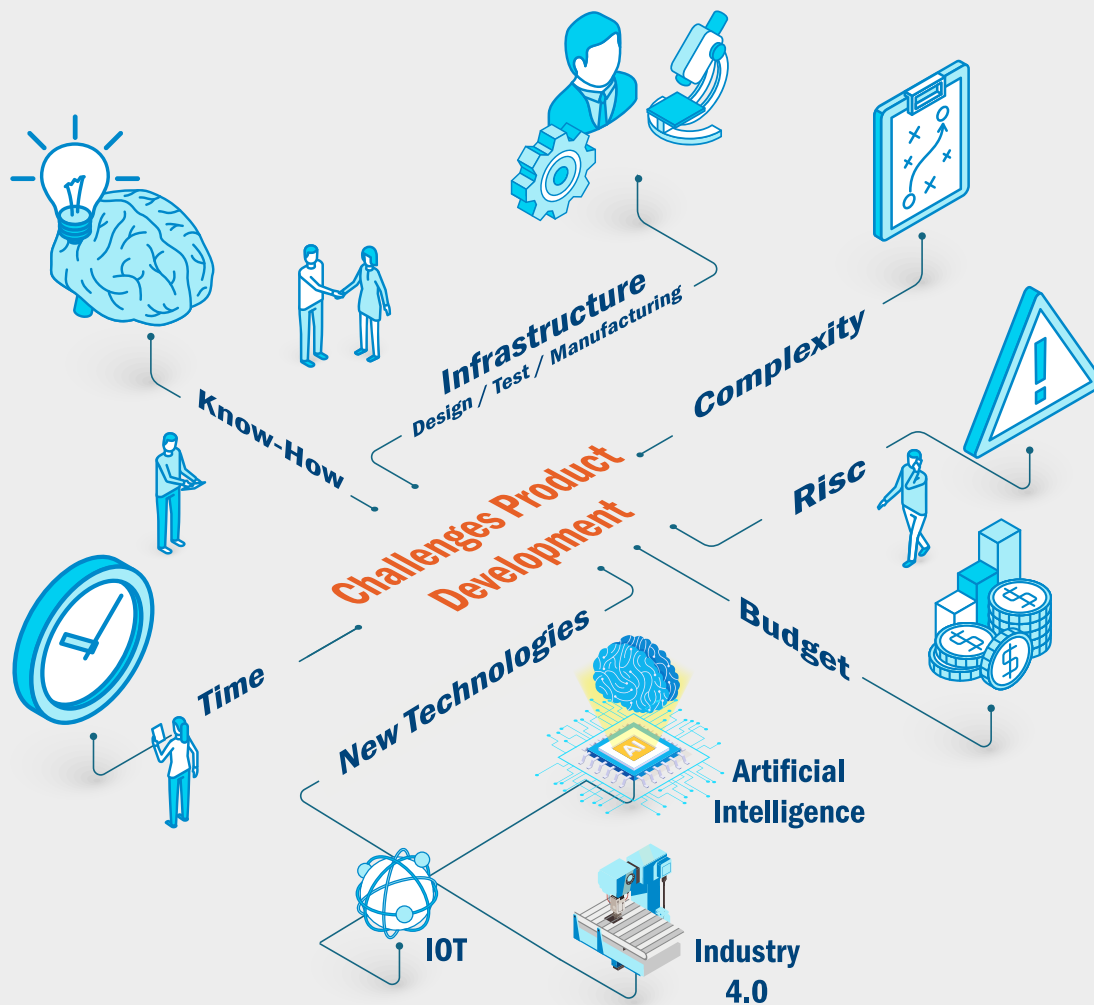 Infrastructure
Design / Test / Manufacturing
Complexity
Know-How
Risc
Challenges Product
Development
Budget
Time
New Technologies
AI
Artificial
Intelligence
IOT
Industry
4.0